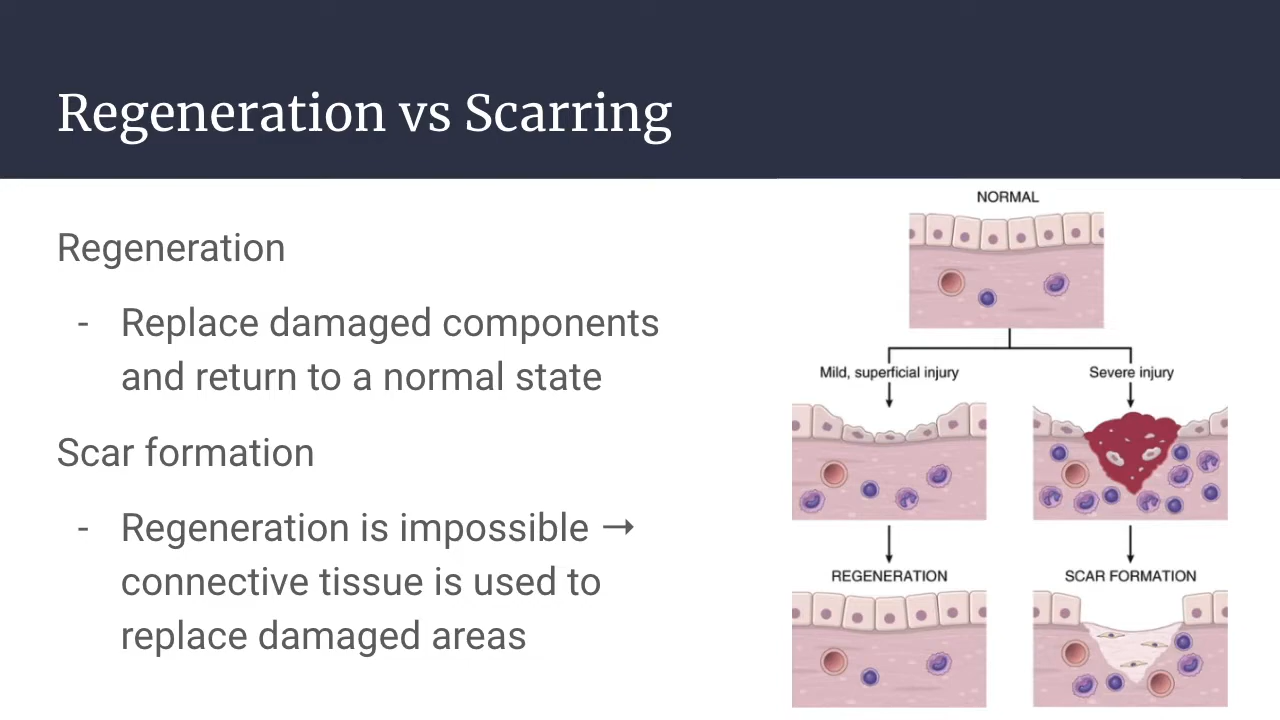 Regeneration vs Scarring
Regeneration
- Replace damaged components
and return to a normal state
Scar formation
- Regeneration is impossible →
connective tissue is used to
replace damaged areas
NORMAL
Mild, superficial injury
Severe injury
REGENERATION
SCAR FORMATION